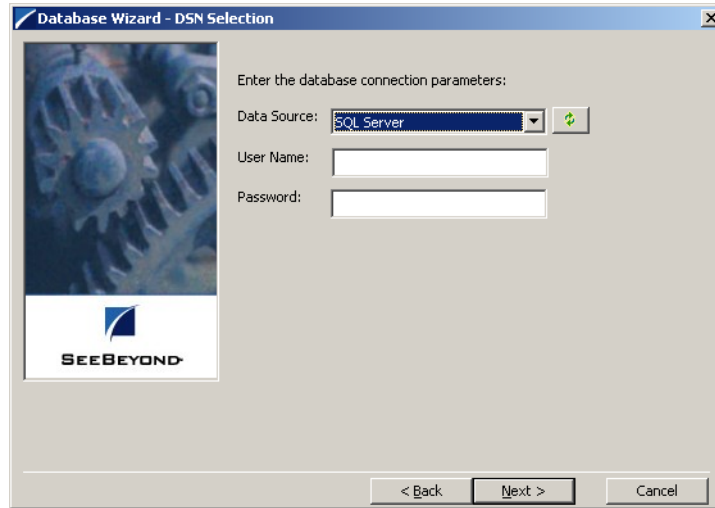 Database Wizard - DSN Selection
Enter the database connection parameters:
Data Source: SQL Server
User Name:
Password:
SEEBEYOND
< Back Next > Cancel